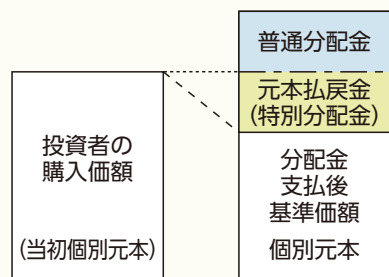 普通分配金
元本払戻金
(特別分配金)
投資者の
購入価額
(当初個別元本)
分配金
支払後
基準価額
個別元本